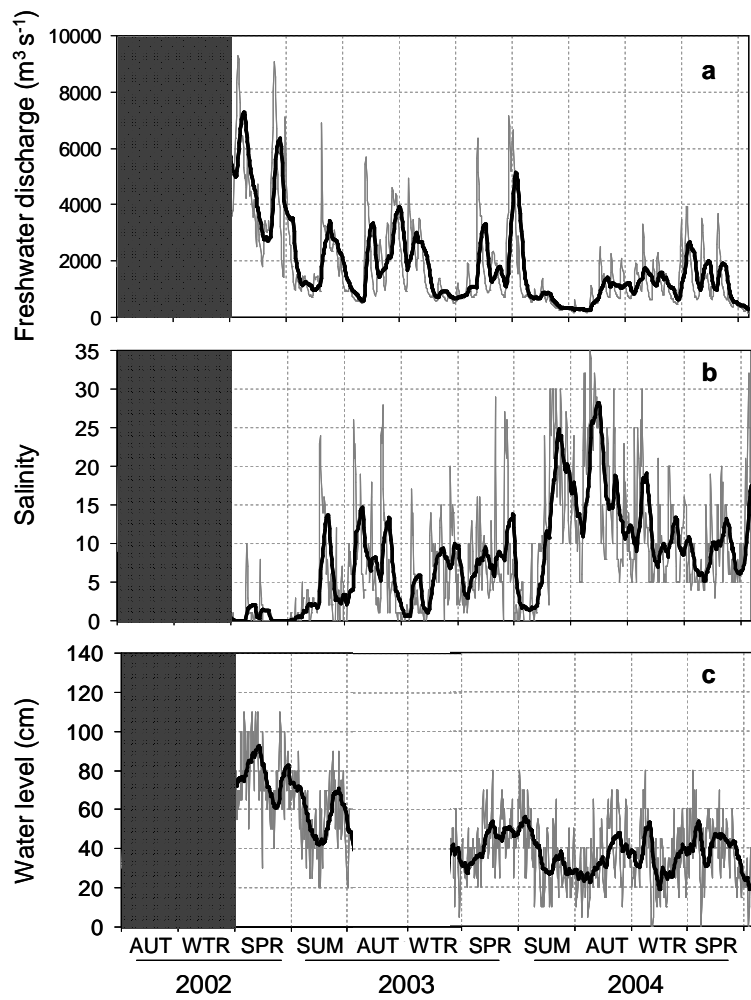 Freshwater discharge (m³ s⁻¹)
10000
8000
6000
4000
2000
0
a
Salinity
35
30
25
20
15
10
5
0
b
Water level (cm)
140
120
100
80
60
40
20
0
c
AUT WTR SPR SUM AUT WTR SPR SUM AUT WTR SPR
2002 2003 2004